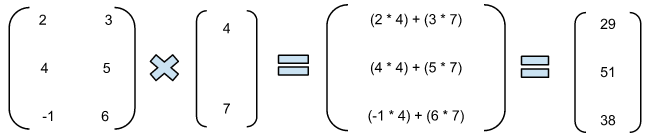 2 3 4 (2 * 4) + (3 * 7) 29
4 5 (4 * 4) + (5 * 7) 51
-1 6 7 (-1 * 4) + (6 * 7) 38